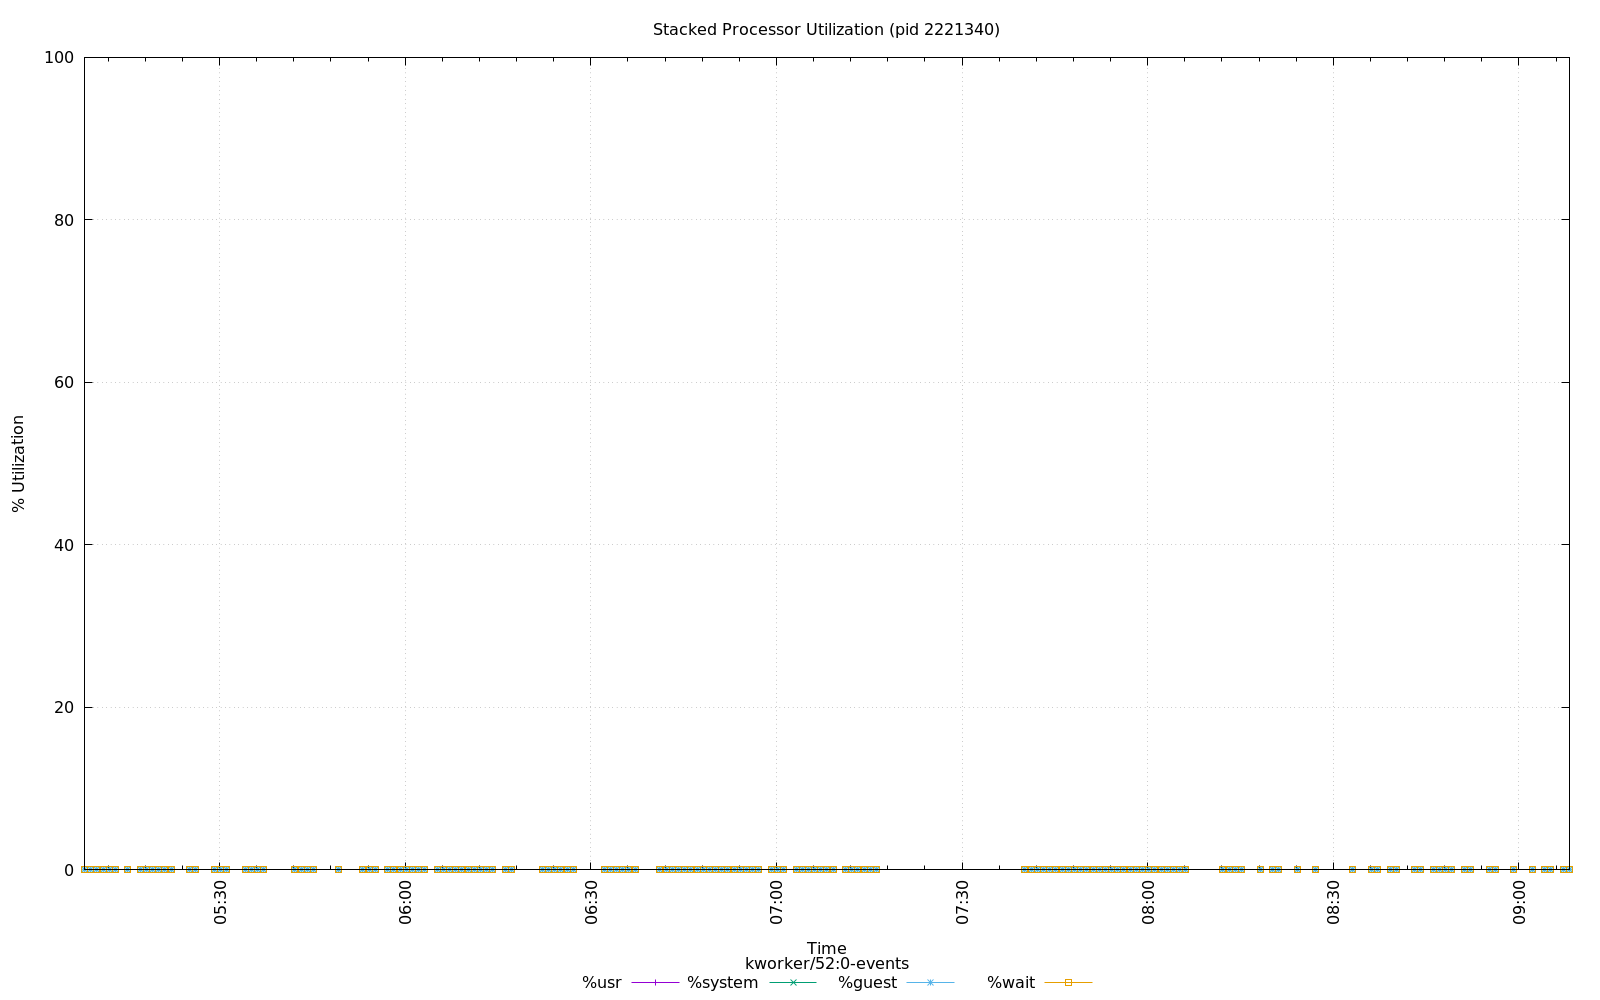 Stacked Processor Utilization (pid 2221340)
100
80
60
40
20
0
% Utilization
05:30
06:00
06:30
07:00
07:30
08:00
08:30
09:00
Time
kworker/52:0-events
%usr %system %guest %wait